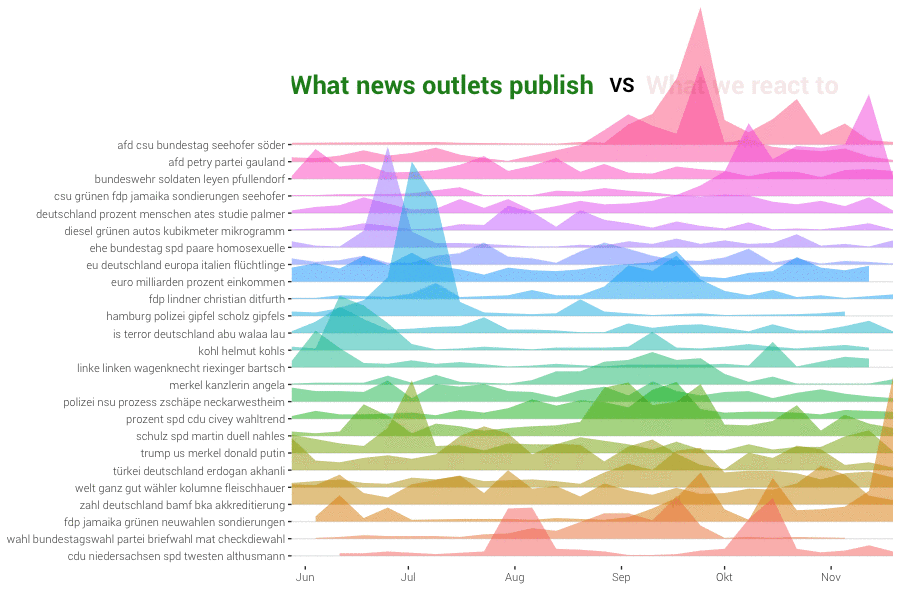 What news outlets publish vs What we react to
afd csu bundestag seehofer söder
afd petry partei gauland
bundeswehr soldaten leyen pfullendorf
csu grünen fdp jamaika sondierungen seehofer
deutschland prozent menschen ates studie palmer
diesel grünen autos kubikmeter mikrogramm
ehe bundestag spd paare homosexuelle
eu deutschland europa italien flüchtlinge
euro milliarden prozent einkommen
fdp lindner christian ditfurth
hamburg polizei gipfel scholz gipfels
is terror deutschland abu walaa lau
kohl helmut kohls
linke linken wagenknecht riexinger bartsch
merkel kanzlerin angela
polizei nsu prozess zschäpe neckarwestheim
prozent spd cdu civey wahltrend
schulz spd martin duell nahles
trump us merkel donald putin
türkei deutschland erdogan akhanli
welt ganz gut wähler kolumne fleischhauer
zahl deutschland bamf bka akkreditierung
fdp jamaika grünen neuwahlen sondierungen
wahl bundestagswahl partei briefwahl mat checkdiewahl
cdu niedersachsen spd twesten althusmann
Jun Jul Aug Sep Okt Nov